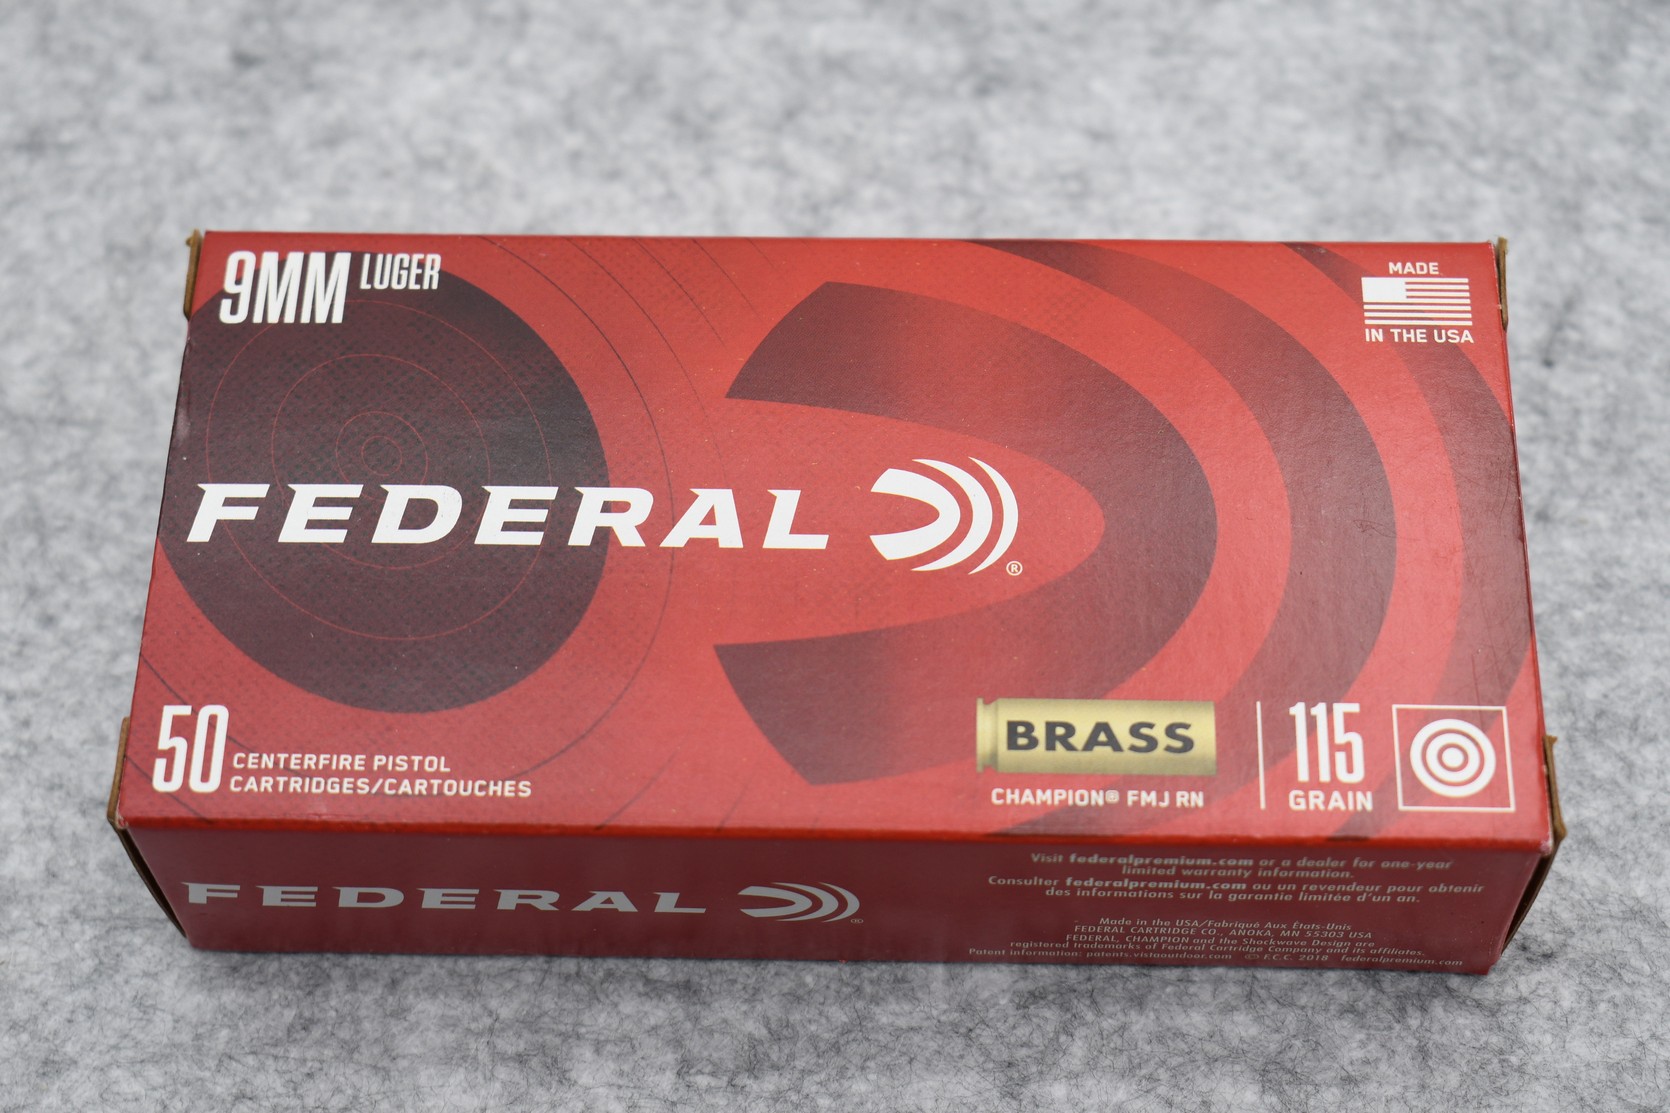 9MM LUGER
MADE
IN THE USA
FEDERAL ®
50 CENTERFIRE PISTOL
CARTRIDGES/CARTOUCHES
BRASS
CHAMPION® FMJ RN
115
GRAIN
FEDERAL ®
Visit federalpremium.com or a dealer for one-year
limited warranty information.
Consulter federalpremium.com ou un revendeur pour obtenir
des informations sur la garantie limitée d'un an.
Made in the USA/Fabriqué Aux États-Unis
FEDERAL CARTRIDGE CO., ANOKA, MN 55303 USA
FEDERAL, CHAMPION and the Shockwave Design are
registered trademarks of Federal Cartridge Company and its affiliates.
Patent information: patents.vistaoutdoor.com © F.C.C. 2018 federalpremium.com